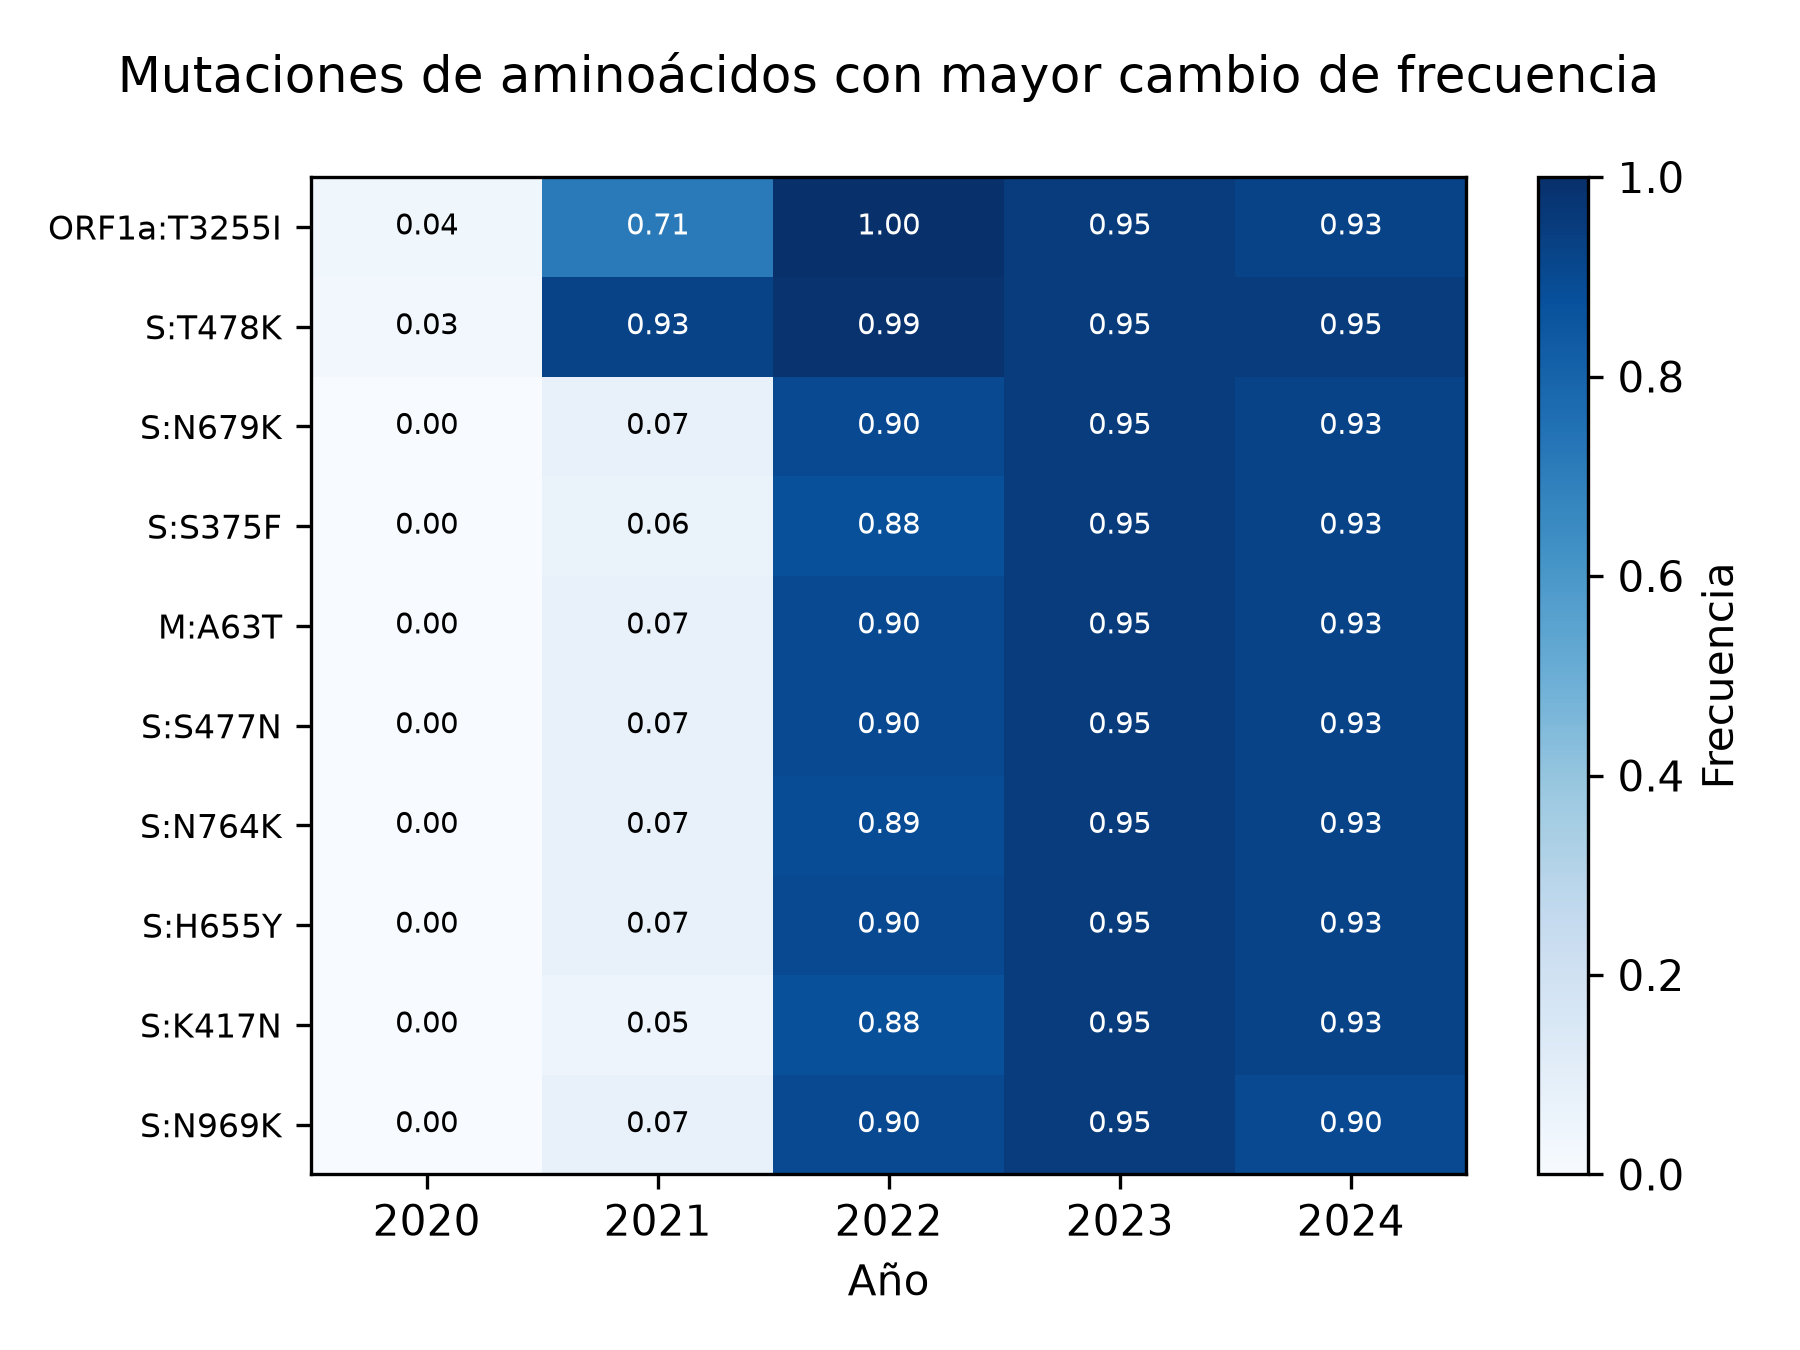 Mutaciones de aminoácidos con mayor cambio de frecuencia
ORF1a:T3255I 0.04 0.71 1.00 0.95 0.93
S:T478K 0.03 0.93 0.99 0.95 0.95
S:N679K 0.00 0.07 0.90 0.95 0.93
S:S375F 0.00 0.06 0.88 0.95 0.93
M:A63T 0.00 0.07 0.90 0.95 0.93
S:S477N 0.00 0.07 0.90 0.95 0.93
S:N764K 0.00 0.07 0.89 0.95 0.93
S:H655Y 0.00 0.07 0.90 0.95 0.93
S:K417N 0.00 0.05 0.88 0.95 0.93
S:N969K 0.00 0.07 0.90 0.95 0.90
2020 2021 2022 2023 2024
Año
1.0
0.8
0.6
0.4
0.2
0.0
Frecuencia